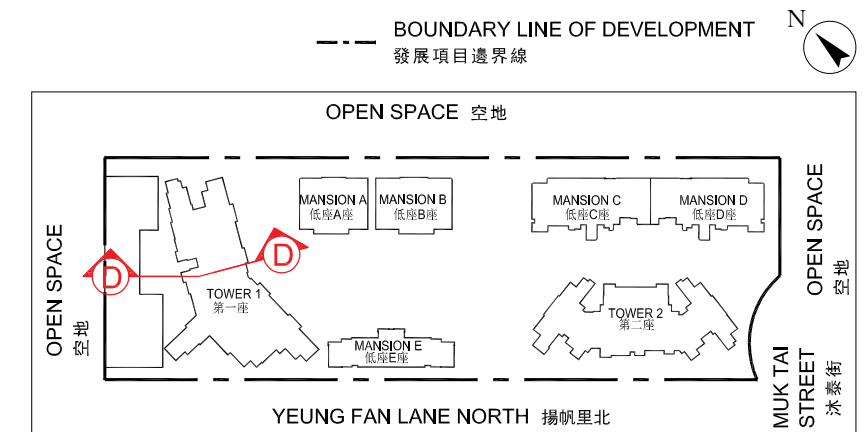 BOUNDARY LINE OF DEVELOPMENT
發展項目邊界線
N
OPEN SPACE 空地
OPEN SPACE
空地
MANSION A
低座A座
MANSION B
低座B座
MANSION C
低座C座
MANSION D
低座D座
OPEN SPACE
空地
D
D
TOWER 1
第一座
TOWER 2
第二座
MANSION E
低座E座
MUK TAI
STREET
沐泰街
YEUNG FAN LANE NORTH 揚帆里北